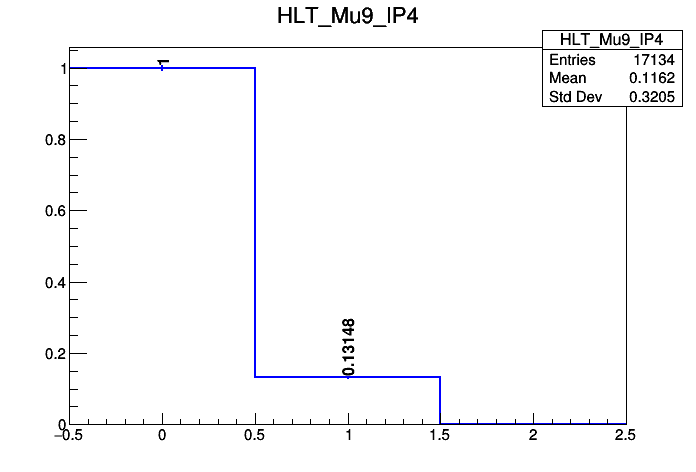 HLT_Mu9_IP4
HLT_Mu9_IP4
Entries 17134
Mean 0.1162
Std Dev 0.3205
1
0.13148
1
0.8
0.6
0.4
0.2
0
−0.5 0 0.5 1 1.5 2 2.5